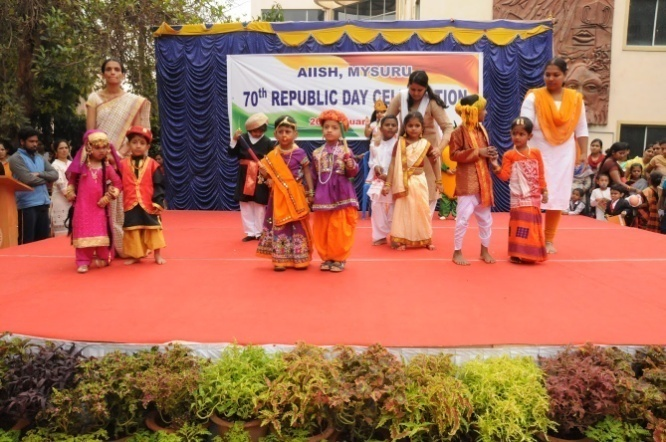 AIISH, MYSURU
70th REPUBLIC DAY CELEBRATION